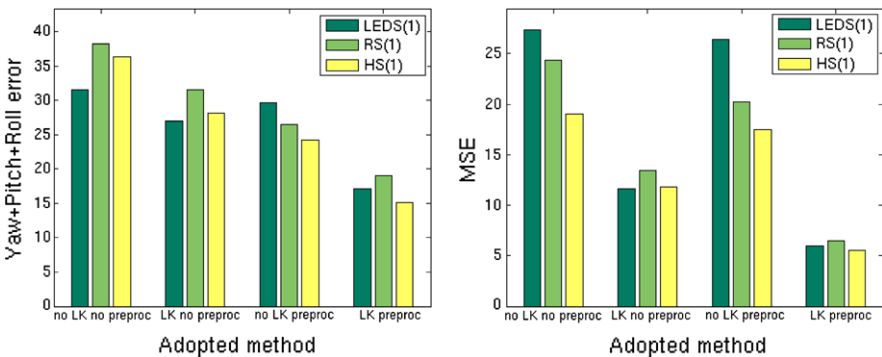 Yaw+Pitch+Roll error
40
35
30
25
20
15
10
5
0
LEDS(1)
RS(1)
HS(1)
no LK no preproc LK no preproc no LK preproc LK preproc
Adopted method
MSE
25
20
15
10
5
0
LEDS(1)
RS(1)
HS(1)
no LK no preproc LK no preproc no LK preproc LK preproc
Adopted method